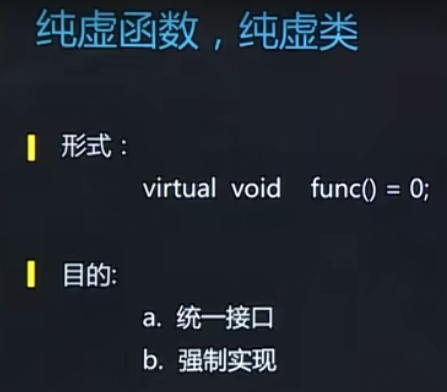 纯虚函数，纯虚类
形式：
virtual void func() = 0;
目的:
a. 统一接口
b. 强制实现